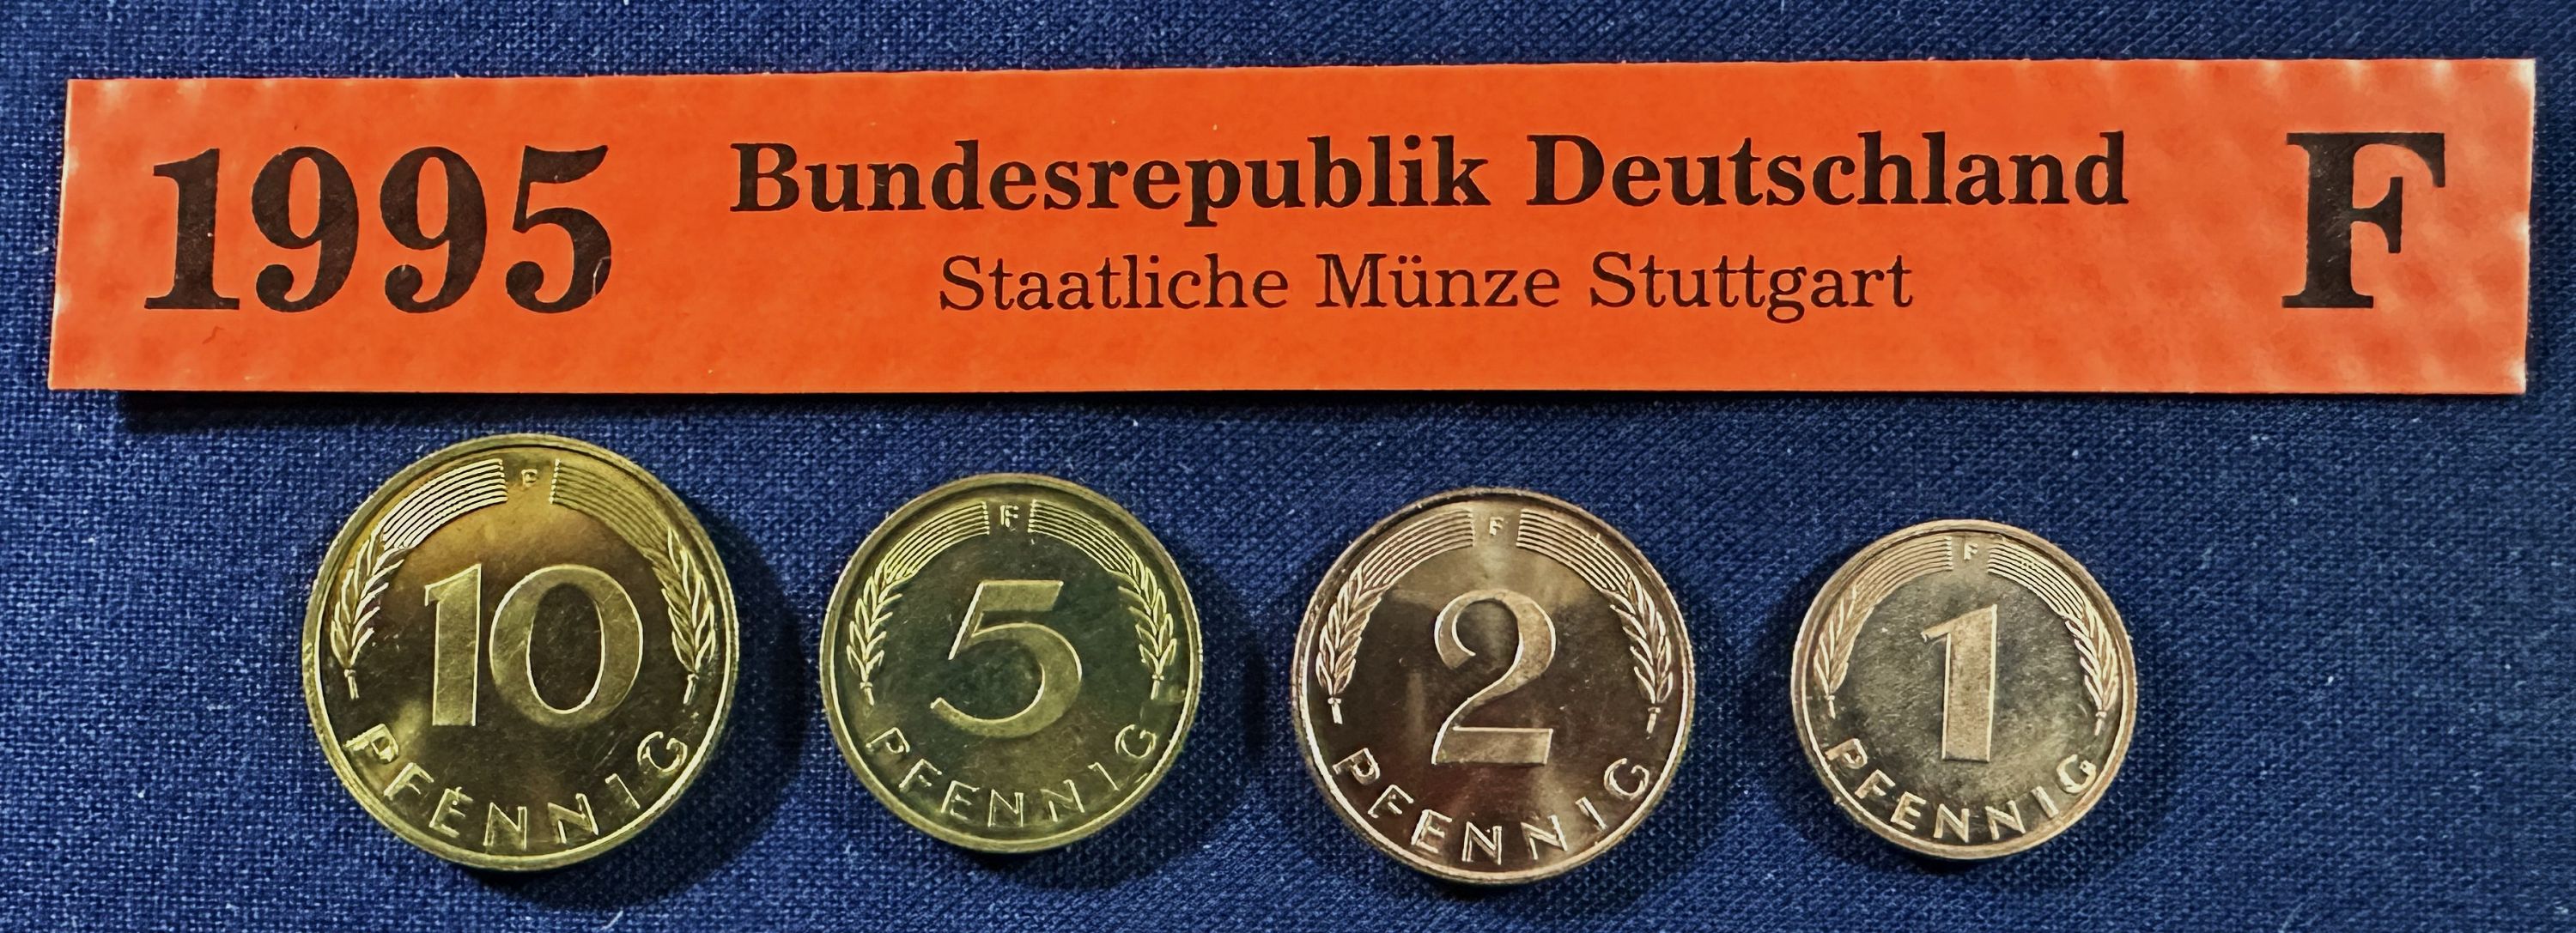 1995 Bundesrepublik Deutschland F
Staatliche Münze Stuttgart
F
10
PFENNIG
F
5
PFENNIG
F
2
PFENNIG
F
1
PFENNIG